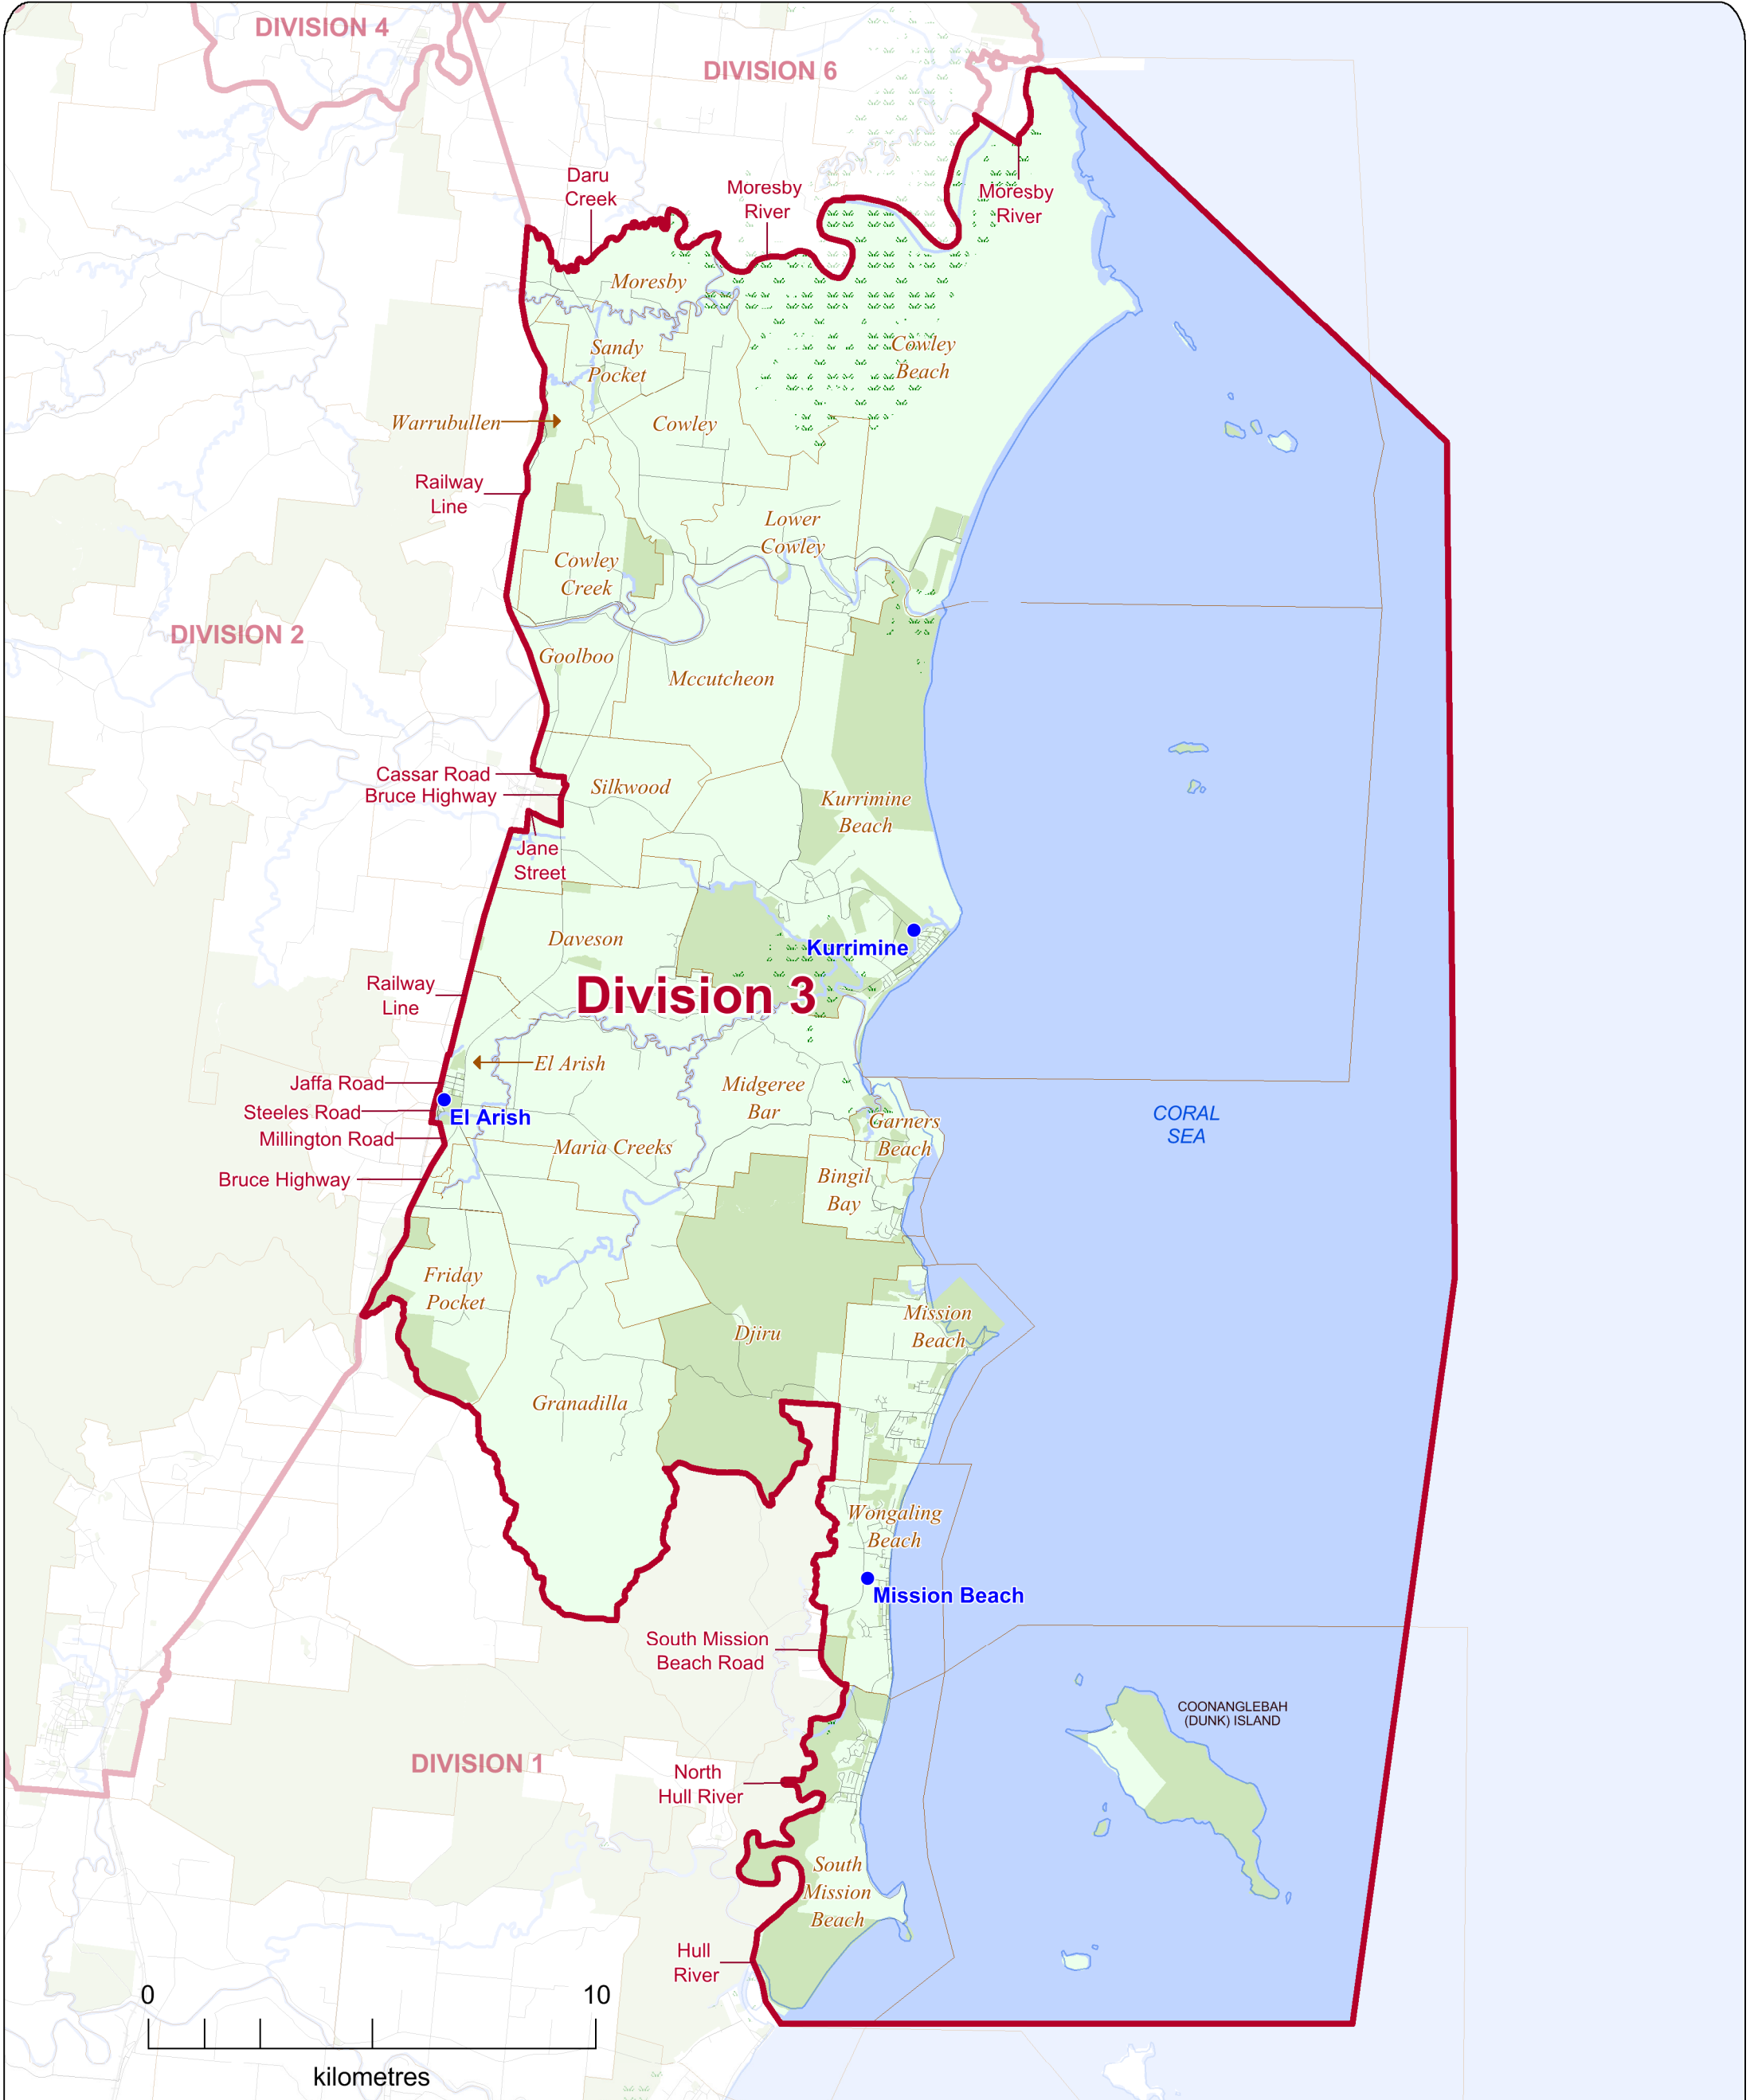 DIVISION 4
DIVISION 6
Daru
Creek
Moresby
River
Moresby
River
Moresby
Sandy
Pocket
Cowley
Beach
Warrubullen
Cowley
Railway
Line
Lower
Cowley
Cowley
Creek
DIVISION 2
Goolboo
Mccutcheon
Cassar Road
Bruce Highway
Silkwood
Kurrimine
Beach
Jane
Street
Daveson
Kurrimine
Railway
Line
Division 3
El Arish
Jaffa Road
Midgeree
Bar
Steeles Road
El Arish
CORAL
SEA
Garners
Beach
Millington Road
Maria Creeks
Bruce Highway
Bingil
Bay
Friday
Pocket
Mission
Beach
Djiru
Granadilla
Wongaling
Beach
Mission Beach
South Mission
Beach Road
COONANGLEBAH
(DUNK) ISLAND
DIVISION 1
North
Hull River
South
Mission
Beach
Hull
River
0 10
kilometres